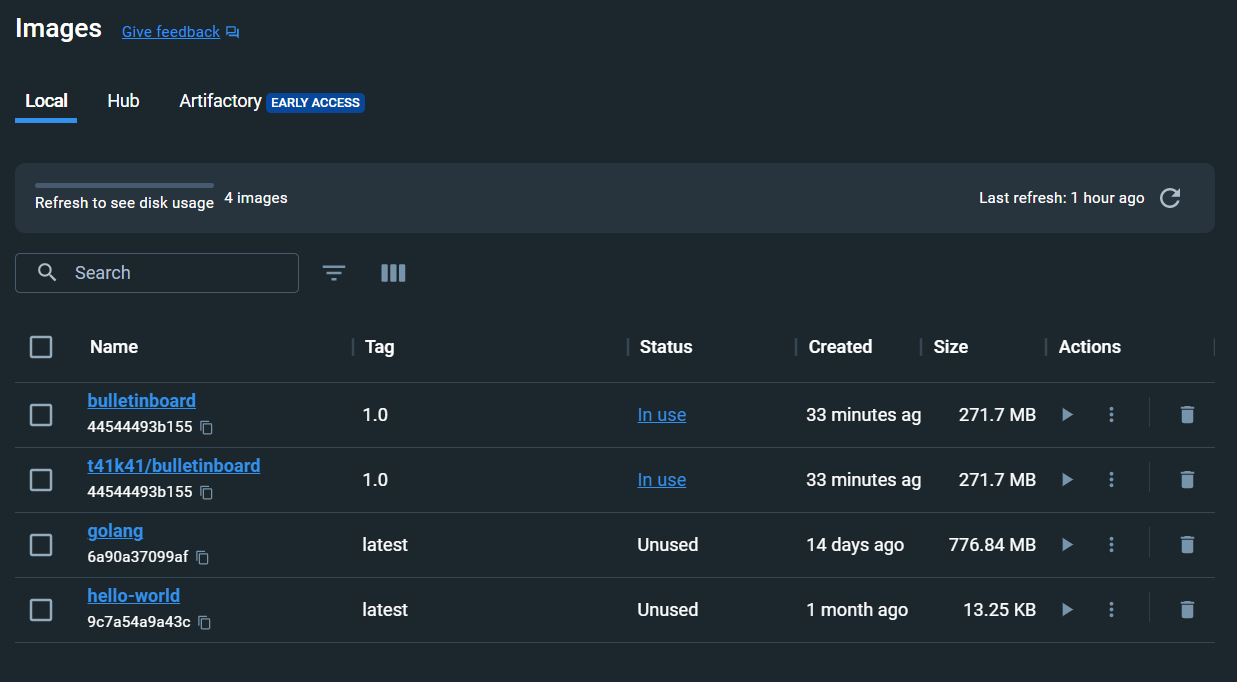 Images Give feedback
Local Hub Artifactory EARLY ACCESS
Refresh to see disk usage 4 images Last refresh: 1 hour ago
Search
Name Tag Status Created Size Actions
bulletinboard
44544493b155 1.0 In use 33 minutes ag 271.7 MB
t41k41/bulletinboard
44544493b155 1.0 In use 33 minutes ag 271.7 MB
golang
6a90a37099af latest Unused 14 days ago 776.84 MB
hello-world
9c7a54a9a43c latest Unused 1 month ago 13.25 KB